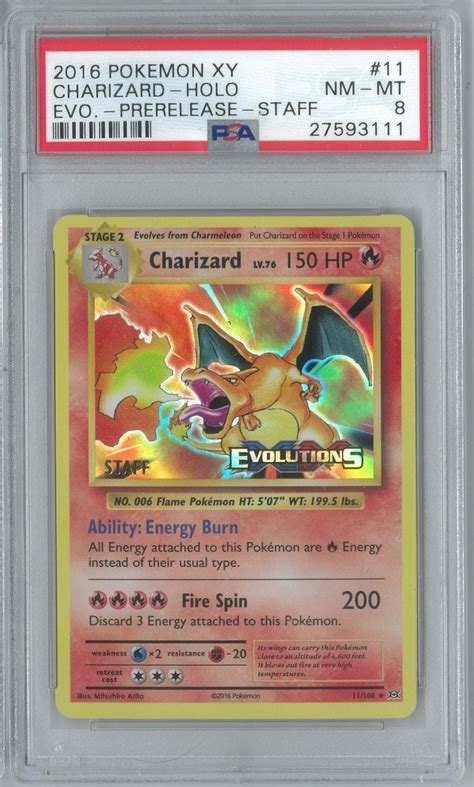 2016 POKEMON XY #11
CHARIZARD-HOLO NM-MT
EVO.-PRERELEASE-STAFF 8
PSA 27593111
STAGE 2 Evolves from Charmeleon Put Charizard on the Stage 1 Pokémon
Charizard LV.76 150 HP
STAFF
EVOLUTIONS
NO. 006 Flame Pokémon HT: 5'07" WT: 199.5 lbs.
Ability: Energy Burn
All Energy attached to this Pokémon are Energy
instead of their usual type.
Fire Spin 200
Discard 3 Energy attached to this Pokémon.
weakness ×2 resistance -20
retreat
cost
Its wings can carry this Pokémon
close to an altitude of 4,600 feet.
It blows out fire at very high
temperatures.
Illus. Mitsuhiro Arita ©2016 Pokémon 11/108